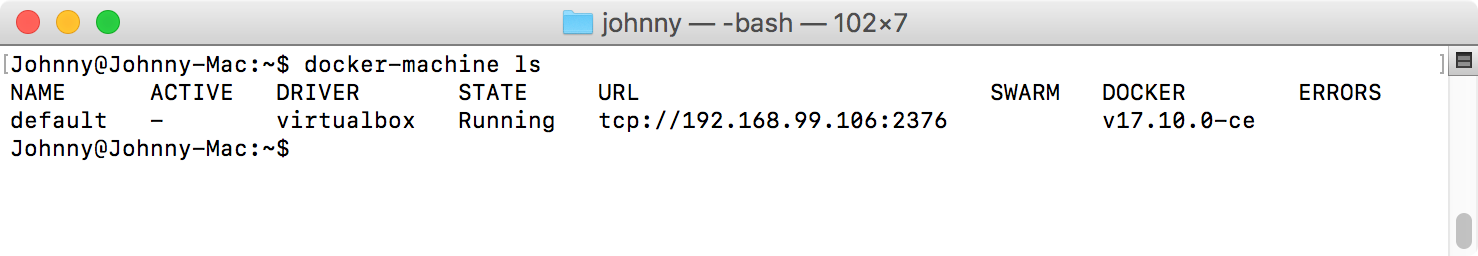 johnny — -bash — 102×7
[Johnny@Johnny-Mac:~$ docker-machine ls ]
NAME      ACTIVE   DRIVER       STATE     URL                         SWARM   DOCKER        ERRORS
default   -        virtualbox   Running   tcp://192.168.99.106:2376           v17.10.0-ce
Johnny@Johnny-Mac:~$